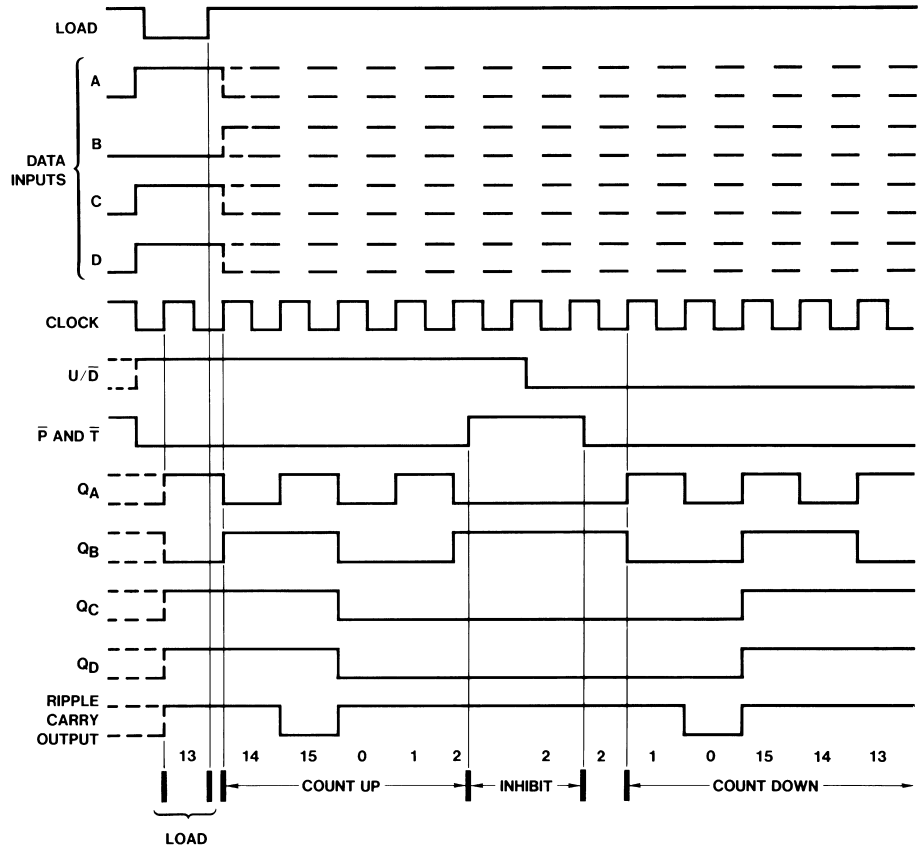 LOAD
A
B
DATA
INPUTS
C
D
CLOCK
U/D̅
P̅ AND T̅
QA
QB
QC
QD
RIPPLE
CARRY
OUTPUT
13 14 15 0 1 2 2 2 1 0 15 14 13
COUNT UP INHIBIT COUNT DOWN
LOAD